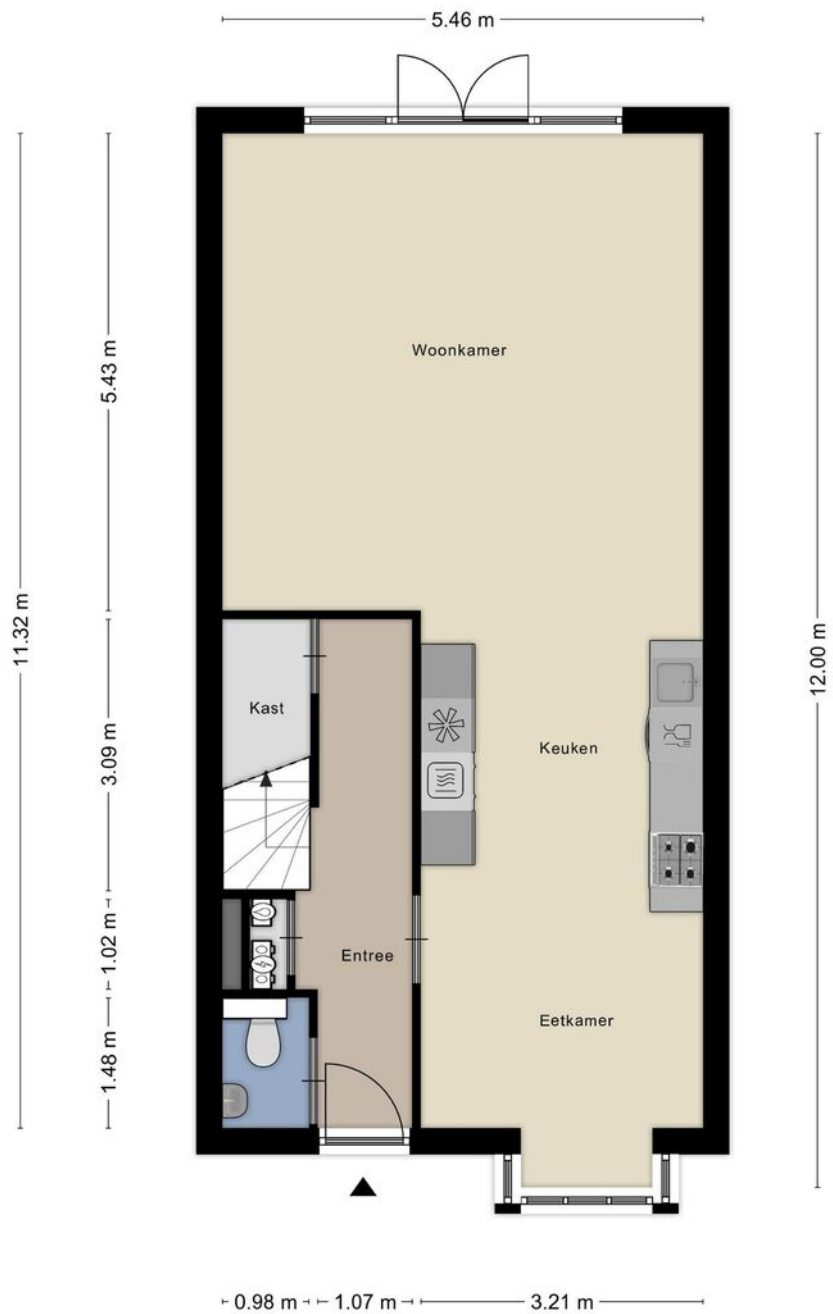 5.46 m
Woonkamer
5.43 m
11.32 m
12.00 m
Kast
3.09 m
Keuken
1.02 m
Entree
Eetkamer
1.48 m
0.98 m
1.07 m
3.21 m